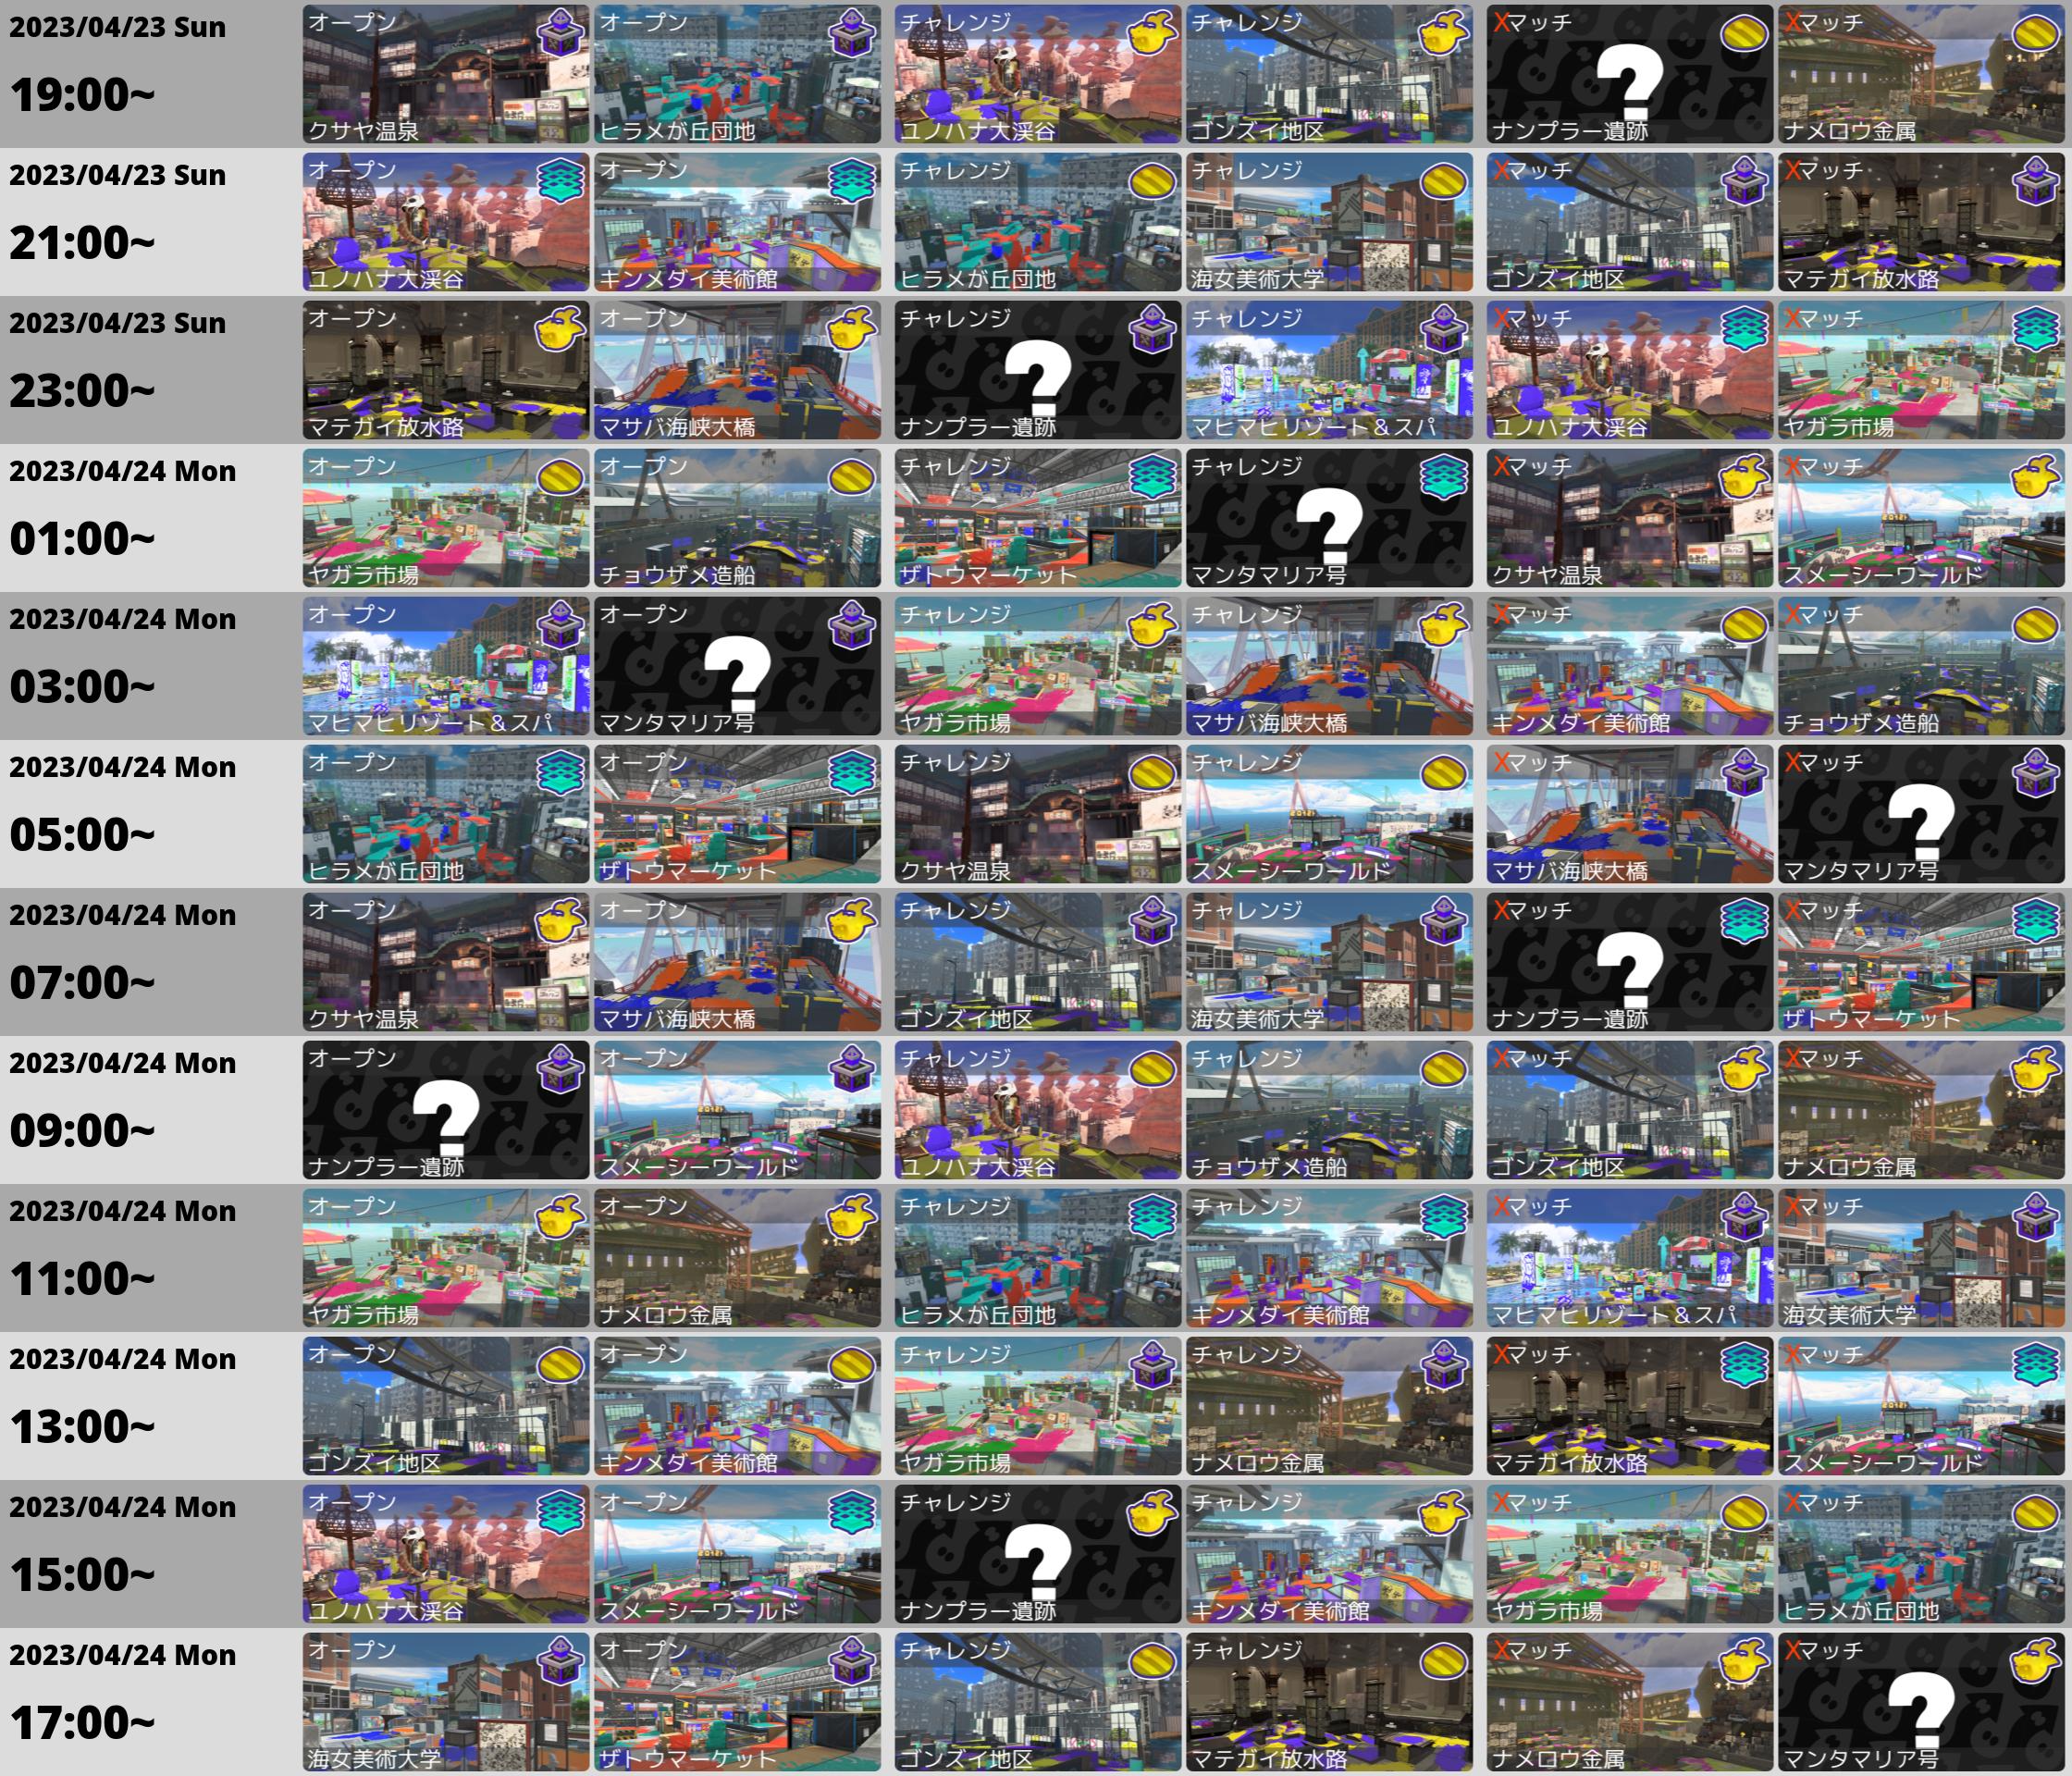 2023/04/23 Sun
19:00~
オープン オープン チャレンジ チャレンジ Xマッチ Xマッチ
クサヤ温泉 ヒラメが丘団地 ユノハナ大渓谷 ゴンズイ地区 ナンプラー遺跡 ナメロウ金属
2023/04/23 Sun
21:00~
オープン オープン チャレンジ チャレンジ Xマッチ Xマッチ
ユノハナ大渓谷 キンメダイ美術館 ヒラメが丘団地 海女美術大学 ゴンズイ地区 マテガイ放水路
2023/04/23 Sun
23:00~
オープン オープン チャレンジ チャレンジ Xマッチ Xマッチ
マテガイ放水路 マサバ海峡大橋 ナンプラー遺跡 マヒマヒリゾート&スパ ユノハナ大渓谷 ヤガラ市場
2023/04/24 Mon
01:00~
オープン オープン チャレンジ チャレンジ Xマッチ Xマッチ
ヤガラ市場 チョウザメ造船 ザトウマーケット マンタマリア号 クサヤ温泉 スメーシーワールド
2023/04/24 Mon
03:00~
オープン オープン チャレンジ チャレンジ Xマッチ Xマッチ
マヒマヒリゾート&スパ マンタマリア号 ヤガラ市場 マサバ海峡大橋 キンメダイ美術館 チョウザメ造船
2023/04/24 Mon
05:00~
オープン オープン チャレンジ チャレンジ Xマッチ Xマッチ
ヒラメが丘団地 ザトウマーケット クサヤ温泉 スメーシーワールド マサバ海峡大橋 マンタマリア号
2023/04/24 Mon
07:00~
オープン オープン チャレンジ チャレンジ Xマッチ Xマッチ
クサヤ温泉 マサバ海峡大橋 ゴンズイ地区 海女美術大学 ナンプラー遺跡 ザトウマーケット
2023/04/24 Mon
09:00~
オープン オープン チャレンジ チャレンジ Xマッチ Xマッチ
ナンプラー遺跡 スメーシーワールド ユノハナ大渓谷 チョウザメ造船 ゴンズイ地区 ナメロウ金属
2023/04/24 Mon
11:00~
オープン オープン チャレンジ チャレンジ Xマッチ Xマッチ
ヤガラ市場 ナメロウ金属 ヒラメが丘団地 キンメダイ美術館 マヒマヒリゾート&スパ 海女美術大学
2023/04/24 Mon
13:00~
オープン オープン チャレンジ チャレンジ Xマッチ Xマッチ
ゴンズイ地区 キンメダイ美術館 ヤガラ市場 ナメロウ金属 マテガイ放水路 スメーシーワールド
2023/04/24 Mon
15:00~
オープン オープン チャレンジ チャレンジ Xマッチ Xマッチ
ユノハナ大渓谷 スメーシーワールド ナンプラー遺跡 キンメダイ美術館 ヤガラ市場 ヒラメが丘団地
2023/04/24 Mon
17:00~
オープン オープン チャレンジ チャレンジ Xマッチ Xマッチ
海女美術大学 ザトウマーケット ゴンズイ地区 マテガイ放水路 ナメロウ金属 マンタマリア号